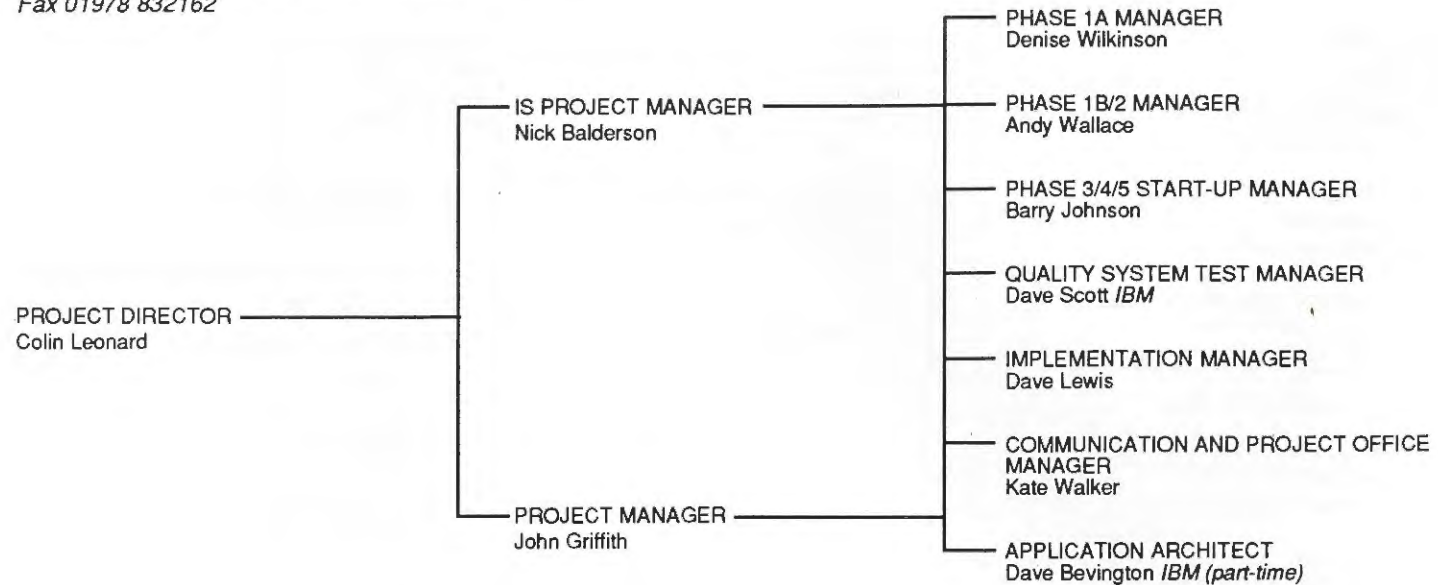 Fax 01978 832162
PROJECT DIRECTOR
Colin Leonard
IS PROJECT MANAGER
Nick Balderson
PROJECT MANAGER
John Griffith
PHASE 1A MANAGER
Denise Wilkinson
PHASE 1B/2 MANAGER
Andy Wallace
PHASE 3/4/5 START-UP MANAGER
Barry Johnson
QUALITY SYSTEM TEST MANAGER
Dave Scott IBM
IMPLEMENTATION MANAGER
Dave Lewis
COMMUNICATION AND PROJECT OFFICE
MANAGER
Kate Walker
APPLICATION ARCHITECT
Dave Bevington IBM (part-time)